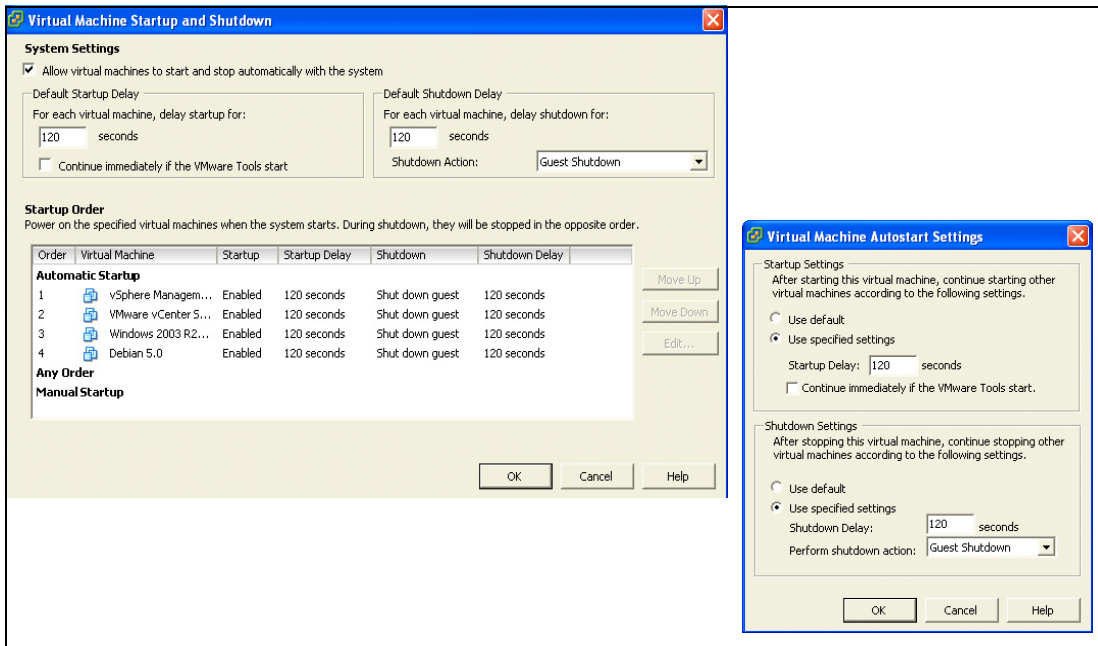 Virtual Machine Startup and Shutdown
System Settings
Allow virtual machines to start and stop automatically with the system
Default Startup Delay
For each virtual machine, delay startup for:
120 seconds
Continue immediately if the VMware Tools start
Default Shutdown Delay
For each virtual machine, delay shutdown for:
120 seconds
Shutdown Action: Guest Shutdown
Startup Order
Power on the specified virtual machines when the system starts. During shutdown, they will be stopped in the opposite order.
Order Virtual Machine Startup Startup Delay Shutdown Shutdown Delay
Automatic Startup
1 vSphere Managem... Enabled 120 seconds Shut down guest 120 seconds
2 VMware vCenter S... Enabled 120 seconds Shut down guest 120 seconds
3 Windows 2003 R2... Enabled 120 seconds Shut down guest 120 seconds
4 Debian 5.0 Enabled 120 seconds Shut down guest 120 seconds
Any Order
Manual Startup
Move Up
Move Down
Edit...
OK Cancel Help
Virtual Machine Autostart Settings
Startup Settings
After starting this virtual machine, continue starting other
virtual machines according to the following settings.
Use default
Use specified settings
Startup Delay: 120 seconds
Continue immediately if the VMware Tools start.
Shutdown Settings
After stopping this virtual machine, continue stopping other
virtual machines according to the following settings.
Use default
Use specified settings
Shutdown Delay: 120 seconds
Perform shutdown action: Guest Shutdown
OK Cancel Help